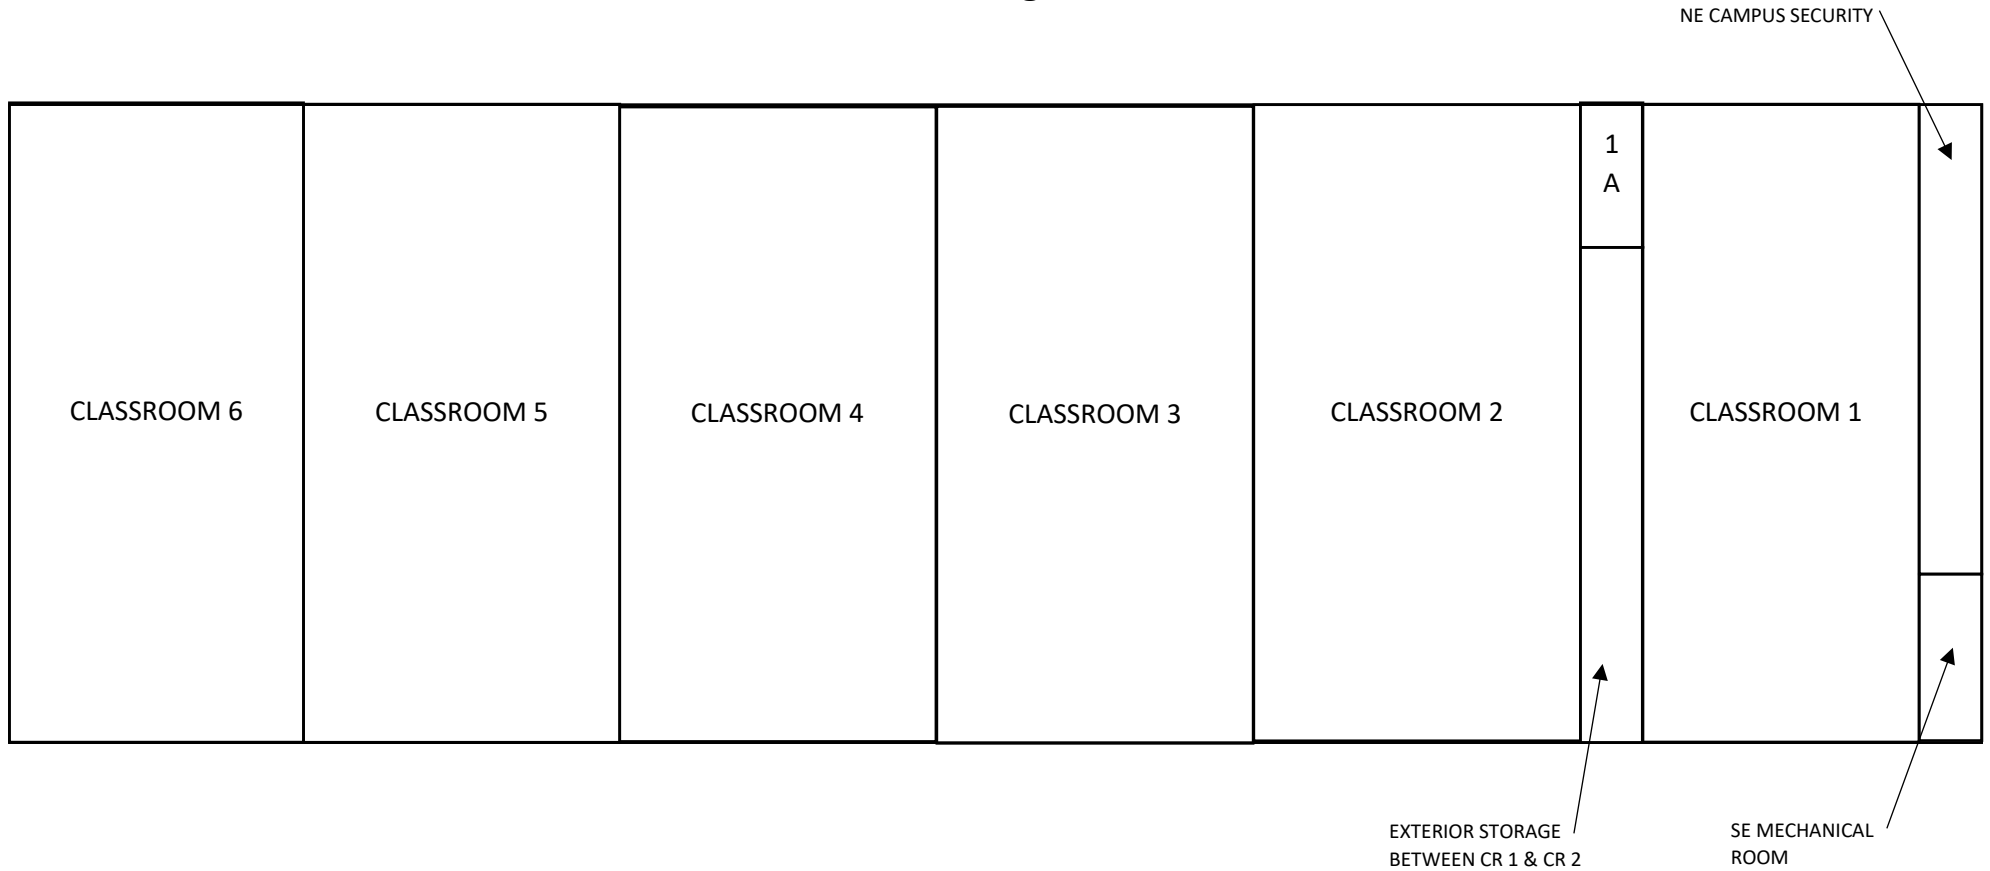 NE CAMPUS SECURITY
1
A
CLASSROOM 6
CLASSROOM 5
CLASSROOM 4
CLASSROOM 3
CLASSROOM 2
CLASSROOM 1
EXTERIOR STORAGE
BETWEEN CR 1 & CR 2
SE MECHANICAL
ROOM